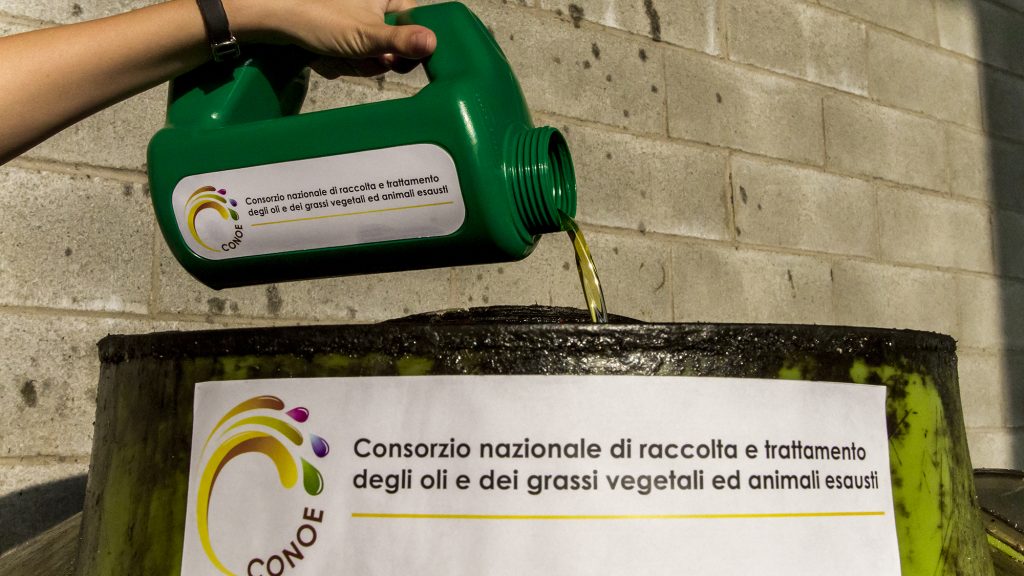 Consorzio nazionale di raccolta e trattamento
degli oli e dei grassi vegetali ed animali esausti
CONOE
Consorzio nazionale di raccolta e trattamento
degli oli e dei grassi vegetali ed animali esausti
CONOE